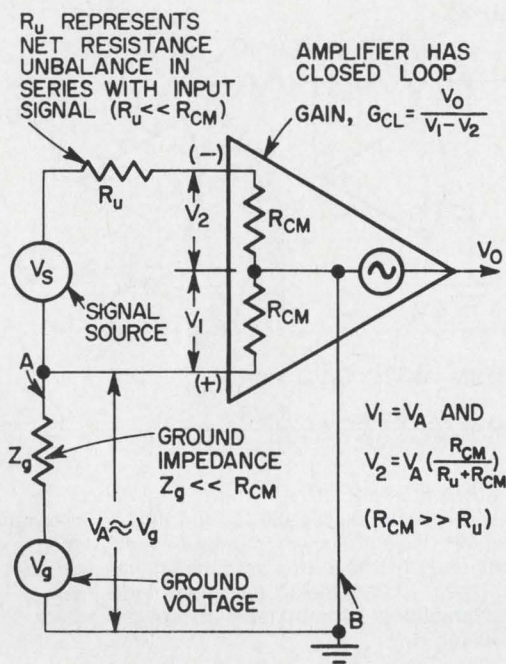 Ru REPRESENTS
NET RESISTANCE
UNBALANCE IN
SERIES WITH INPUT
SIGNAL (Ru<< RCM)
AMPLIFIER HAS
CLOSED LOOP
GAIN, GCL = VO / V1 – V2
(–)
Ru
V2
RCM
VO
VS
SIGNAL
SOURCE
V1
RCM
A
(+)
Zg
GROUND
IMPEDANCE
Zg << RCM
V1 = VA AND
V2 = VA (RCM / Ru + RCM)
(RCM >> Ru)
VA ≈ Vg
Vg
GROUND
VOLTAGE
B